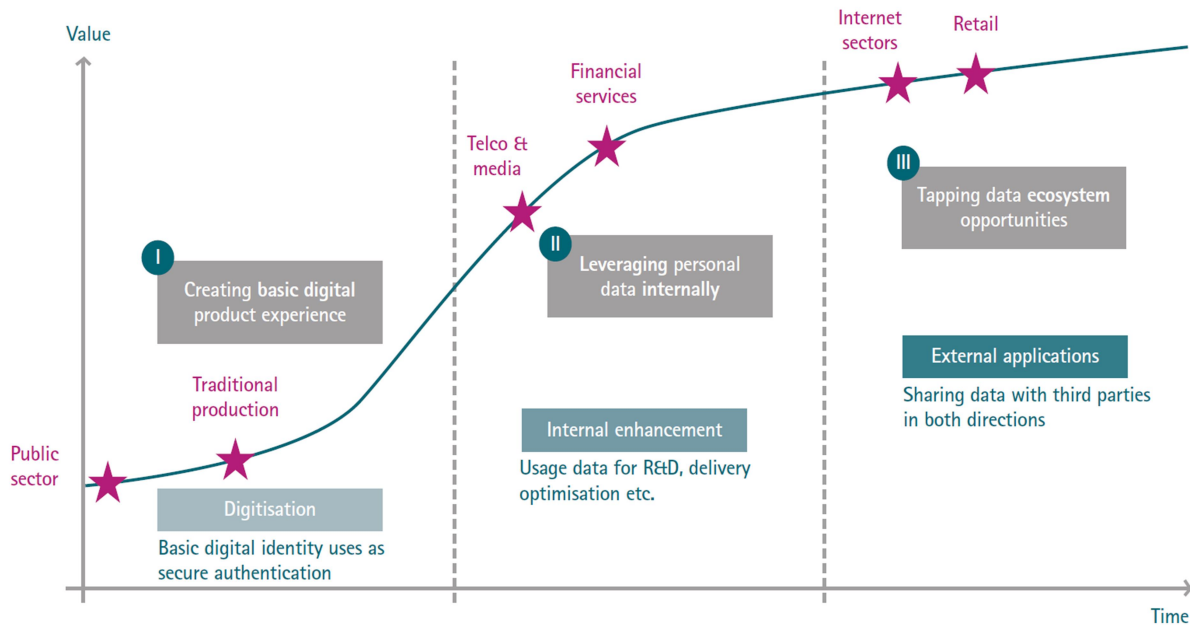 Value
Internet
sectors
Retail
Financial
services
Telco &
media
III
Tapping data ecosystem
opportunities
II
Leveraging personal
data internally
I
Creating basic digital
product experience
External applications
Sharing data with third parties
in both directions
Traditional
production
Internal enhancement
Usage data for R&D, delivery
optimisation etc.
Public
sector
Digitisation
Basic digital identity uses as
secure authentication
Time